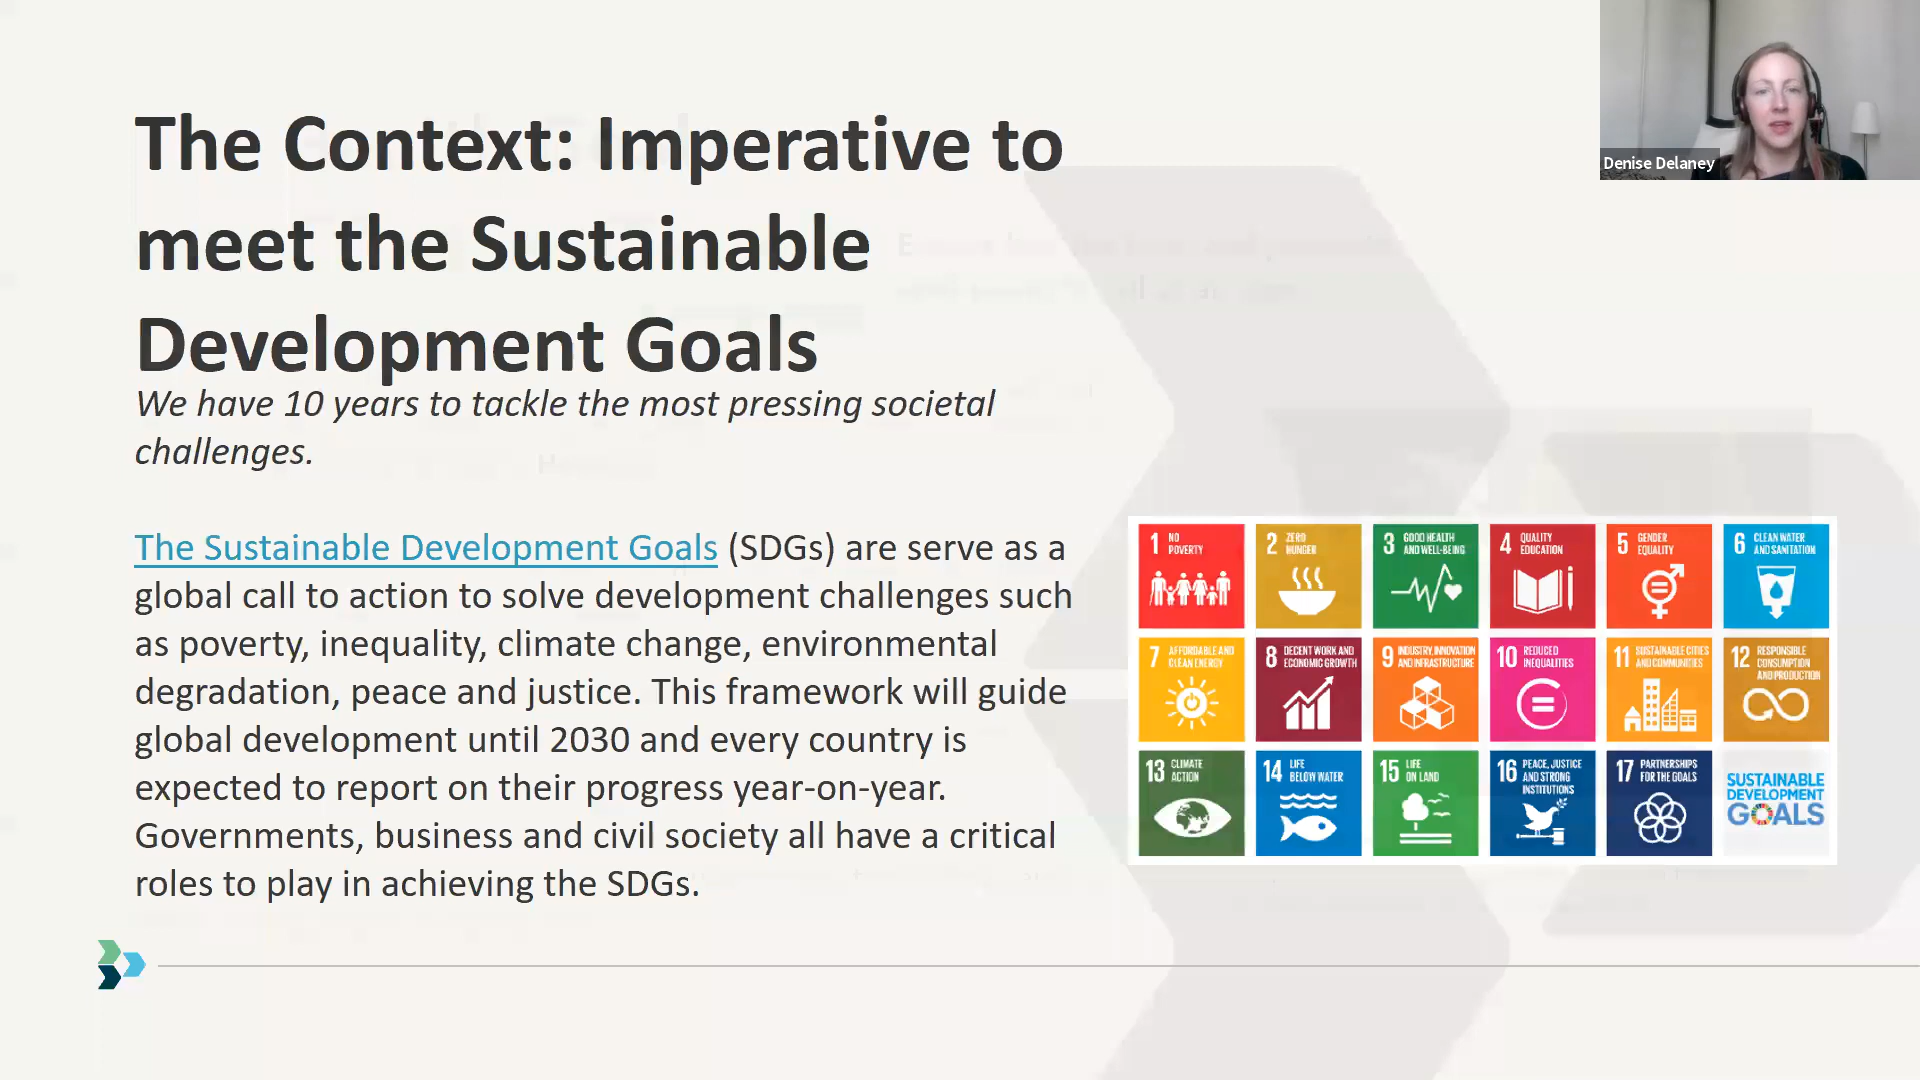 The Context: Imperative to
meet the Sustainable
Development Goals
We have 10 years to tackle the most pressing societal
challenges.
The Sustainable Development Goals (SDGs) are serve as a
global call to action to solve development challenges such
as poverty, inequality, climate change, environmental
degradation, peace and justice. This framework will guide
global development until 2030 and every country is
expected to report on their progress year-on-year.
Governments, business and civil society all have a critical
roles to play in achieving the SDGs.
Denise Delaney
1 NO
POVERTY
2 ZERO
HUNGER
3 GOOD HEALTH
AND WELL-BEING
4 QUALITY
EDUCATION
5 GENDER
EQUALITY
6 CLEAN WATER
AND SANITATION
7 AFFORDABLE AND
CLEAN ENERGY
8 DECENT WORK AND
ECONOMIC GROWTH
9 INDUSTRY, INNOVATION
AND INFRASTRUCTURE
10 REDUCED
INEQUALITIES
11 SUSTAINABLE CITIES
AND COMMUNITIES
12 RESPONSIBLE
CONSUMPTION
AND PRODUCTION
13 CLIMATE
ACTION
14 LIFE
BELOW WATER
15 LIFE
ON LAND
16 PEACE, JUSTICE
AND STRONG
INSTITUTIONS
17 PARTNERSHIPS
FOR THE GOALS
SUSTAINABLE
DEVELOPMENT
GOALS